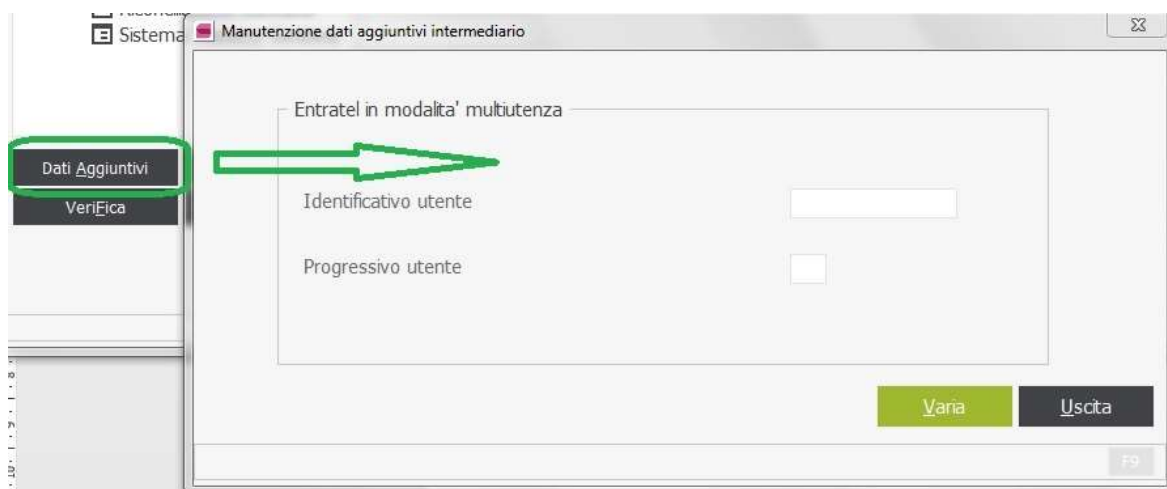 Sistema
Manutenzione dati aggiuntivi intermediario
Entratel in modalita' multiutenza
Dati Aggiuntivi
Identificativo utente
VeriFica
Progressivo utente
Varia
Uscita
F9